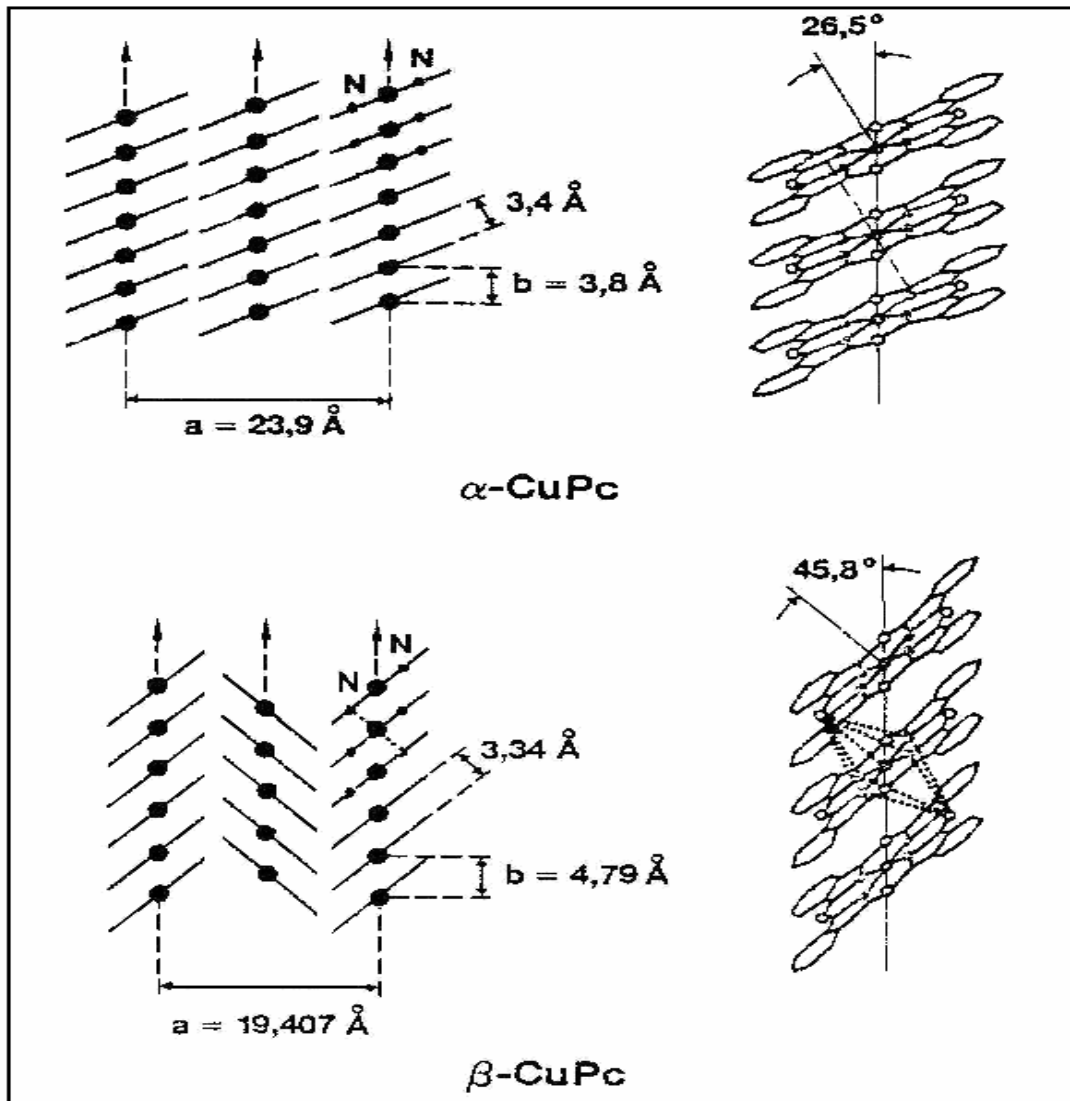 26,5°
N N
3,4 Å
b = 3,8 Å
a = 23,9 Å
α-CuPc
45,8°
N
N
3,34 Å
b = 4,79 Å
a = 19,407 Å
β-CuPc